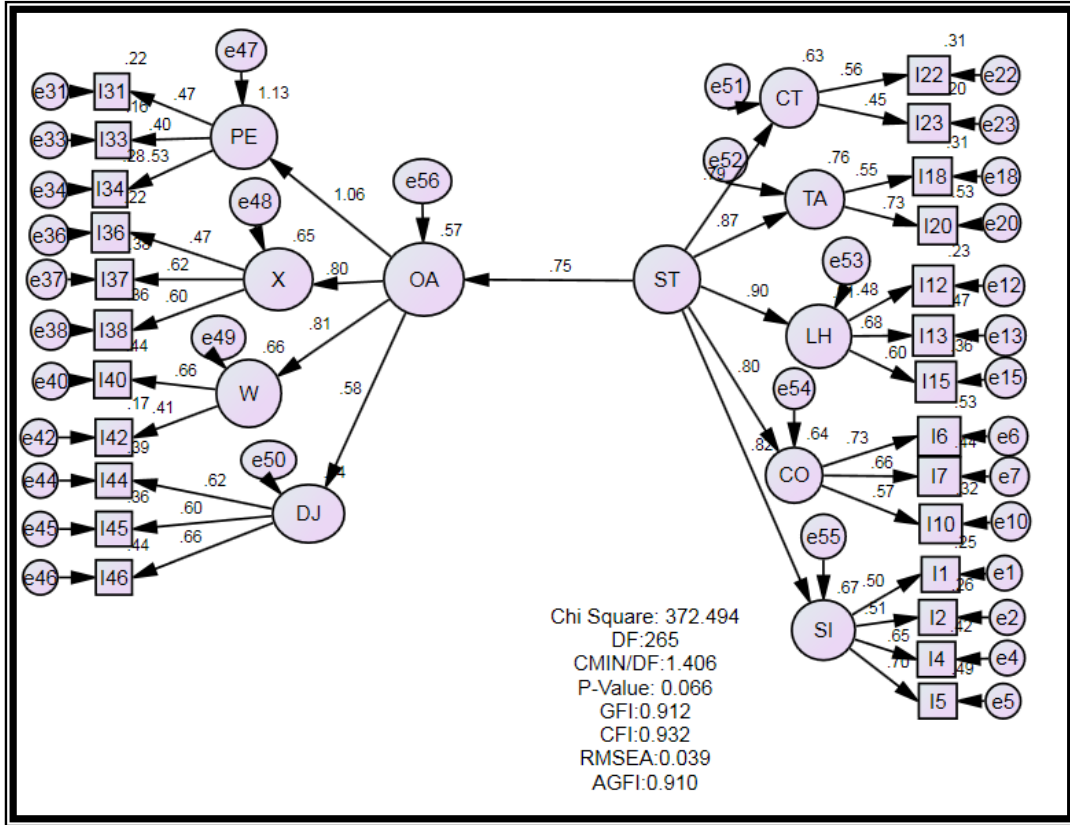 e47
.22
e31
I31
.47
1.13
.16
e33
I33
.40
PE
.28
.53
e34
I34
.22
e48
1.06
e56
e36
I36
.47
.65
.57
.38
e37
I37
.62
X
.80
OA
.75
ST
.36
e38
I38
.60
.44
e49
.81
e40
I40
.66
.66
W
.17
.41
.58
e42
I42
.39
e50
e44
I44
.62
.36
DJ
e45
I45
.60
.44
e46
I46
.66
.63
.31
e51
CT
.56
I22
e22
.20
.45
I23
e23
.31
e52
.79
.76
.55
I18
e18
.53
TA
.87
.73
I20
e20
.23
e53
.90
.48
I12
e12
.47
LH
.68
I13
e13
.36
.60
I15
e15
.53
.80
e54
.82
.64
.73
I6
e6
.44
CO
.66
I7
e7
.32
.57
I10
e10
.25
e55
.67
.50
I1
e1
.26
.51
I2
e2
.42
SI
.65
I4
e4
.49
.70
I5
e5
Chi Square: 372.494
DF:265
CMIN/DF:1.406
P-Value: 0.066
GFI:0.912
CFI:0.932
RMSEA:0.039
AGFI:0.910